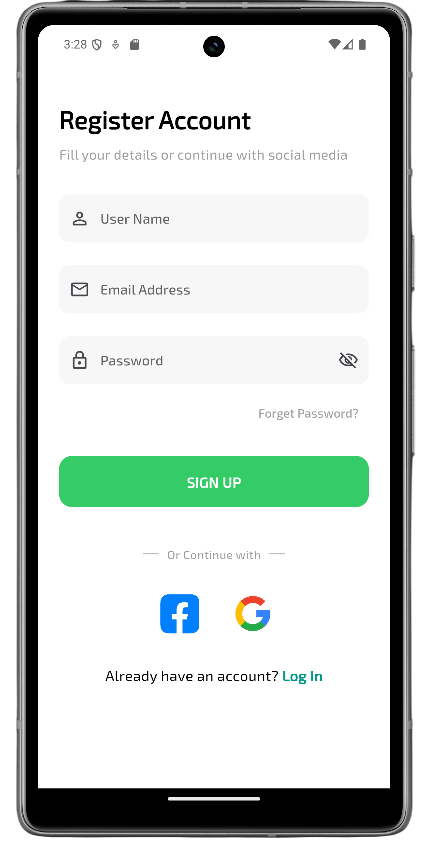 3:28
Register Account
Fill your details or continue with social media
User Name
Email Address
Password
Forget Password?
SIGN UP
Or Continue with
Already have an account? Log In